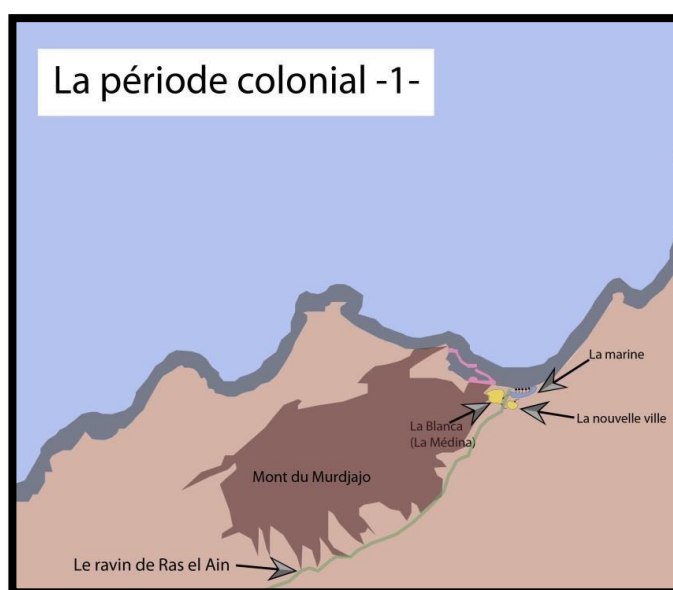 La période colonial -1-
La marine
La nouvelle ville
La Blanca
(La Médina)
Mont du Murdjajo
Le ravin de Ras el Ain